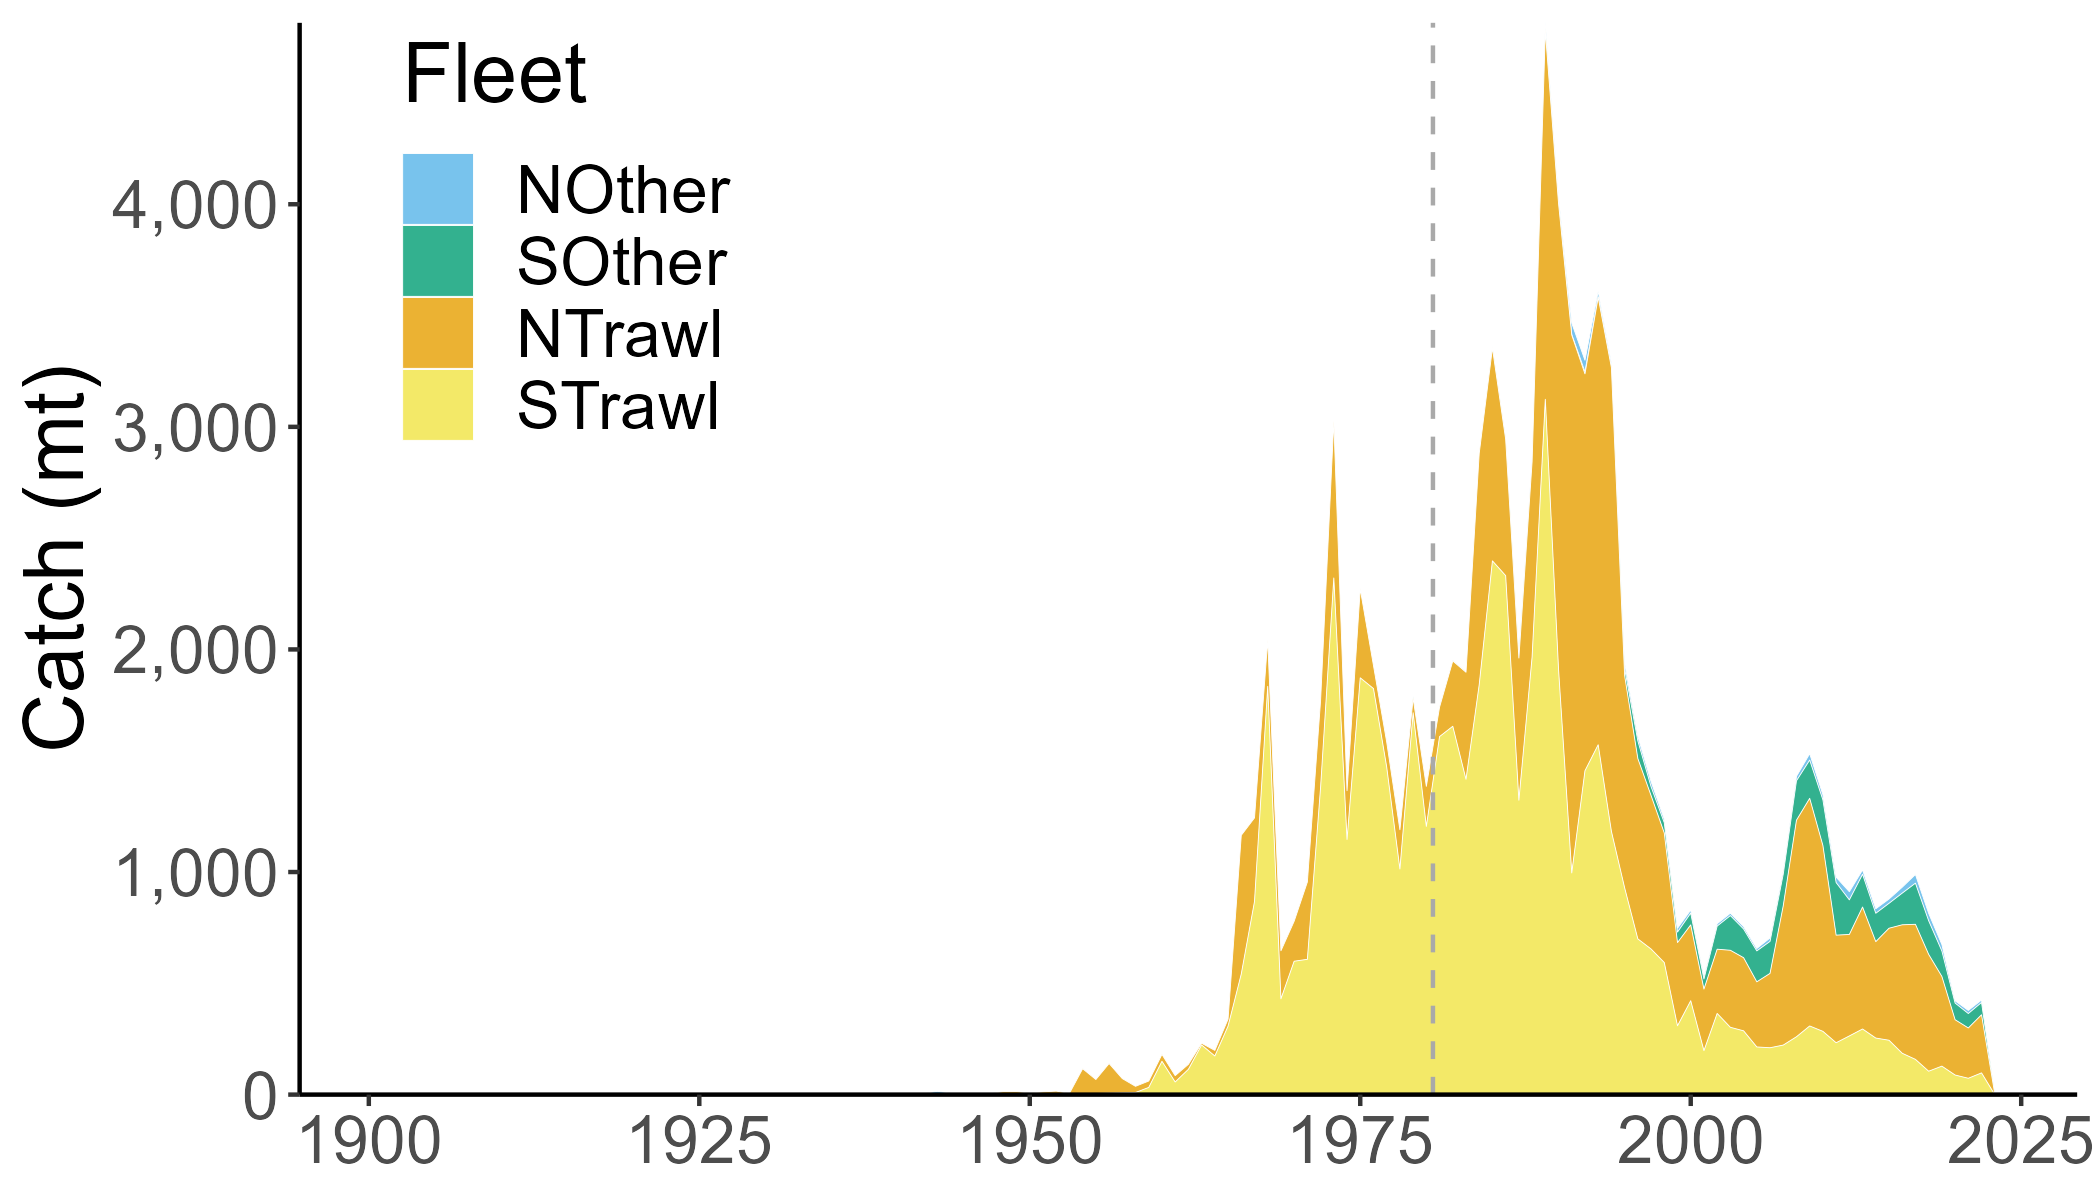 Fleet
NOther
SOther
NTrawl
STrawl
Catch (mt)
4,000
3,000
2,000
1,000
0
1900 1925 1950 1975 2000 2025